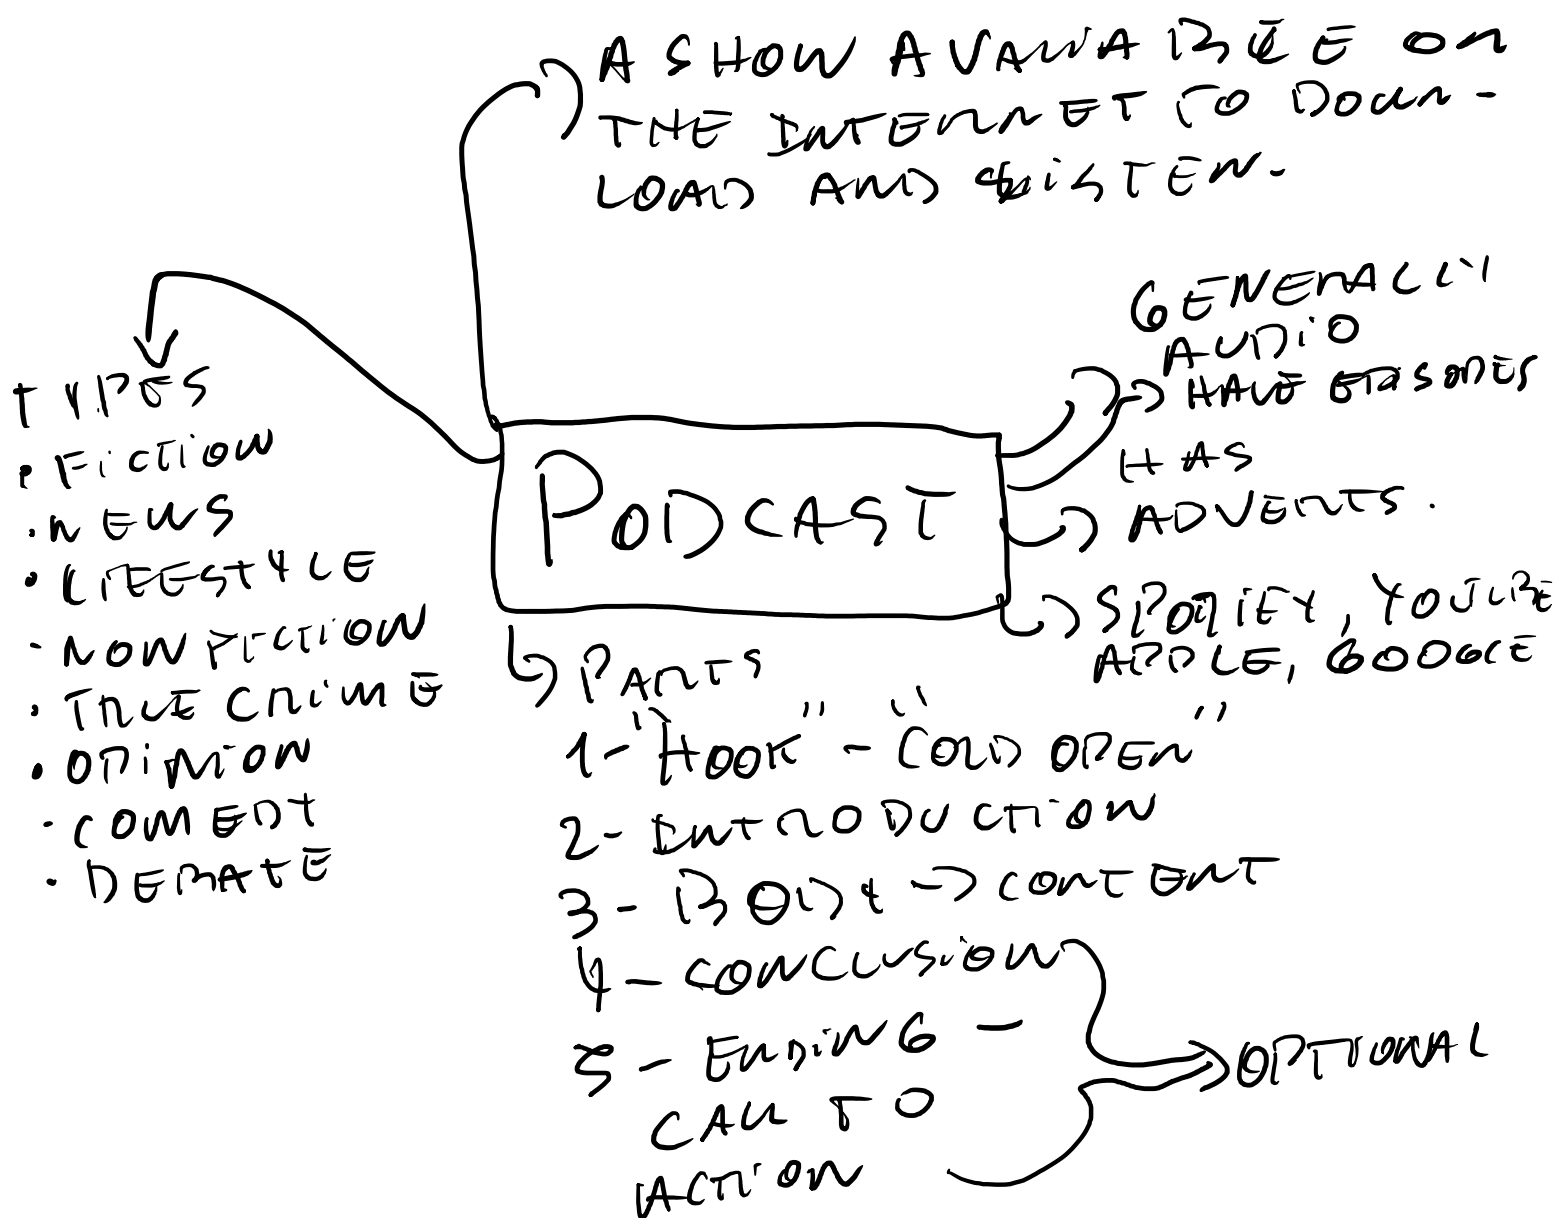 A SHOW AVAILABLE ON
THE INTERNET TO DOWN-
LOAD AND LISTEN.
GENERALLY
AUDIO
HAVE EPISODES
HAS
ADVERTS.
SPOTIFY, YOUTUBE
APPLE, GOOGLE
PODCAST
TYPES
• FICTION
• NEWS
• LIFESTYLE
• NON FICTION
• TRUE CRIME
• OPINION
• COMEDY
• DEBATE
PARTS
1- "HOOK" - "COLD OPEN"
2- INTRODUCTION
3- BODY -> CONTENT
4- CONCLUSION
5- ENDING -
CALL TO
ACTION
OPTIONAL